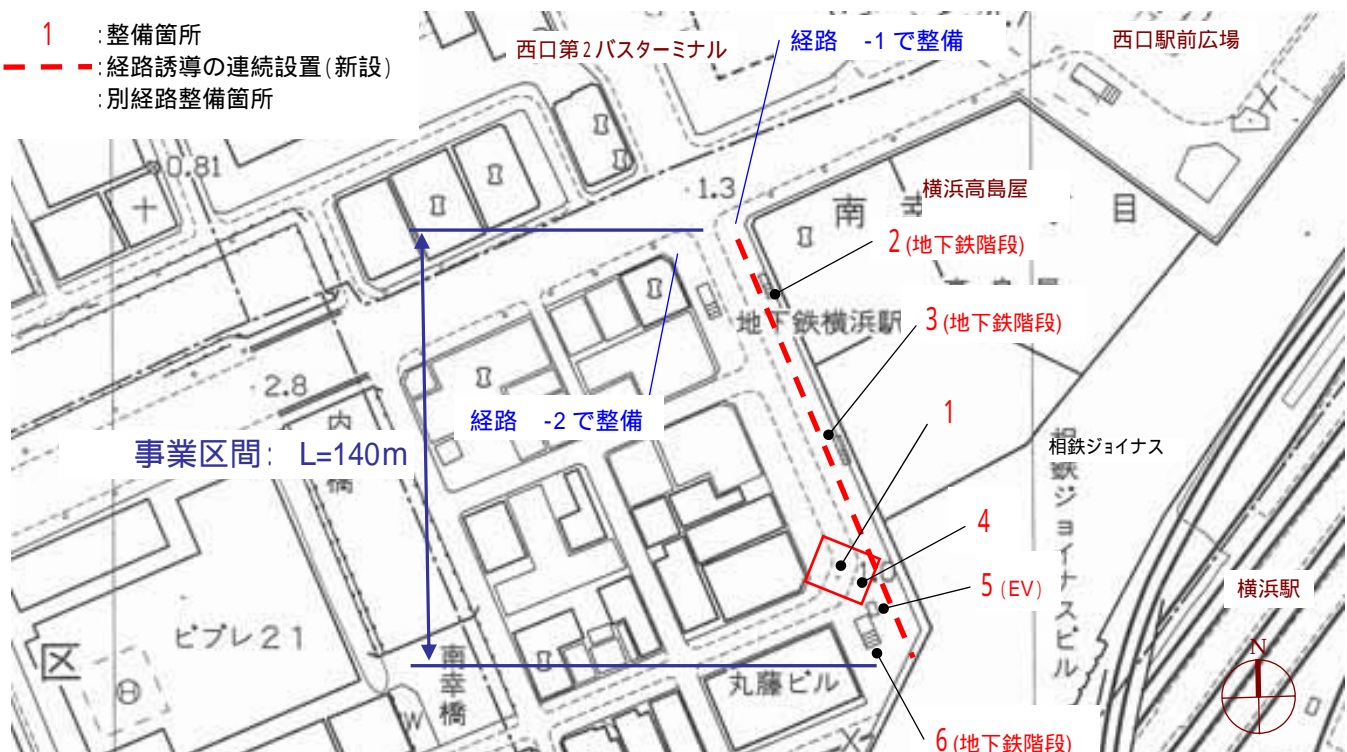 1 :整備箇所
:経路誘導の連続設置(新設)
:別経路整備箇所
西口第2バスターミナル
経路 -1で整備
西口駅前広場
0.81
1.3
横浜高島屋
南幸
目
2(地下鉄階段)
地下鉄横浜駅
3(地下鉄階段)
2.8
内
橋
経路 -2で整備
事業区間: L=140m
1
相鉄ジョイナス
相鉄ジョイナスビル
4
5(EV)
横浜駅
N
ビブレ21
区
H
南幸橋
W
丸藤ビル
6(地下鉄階段)